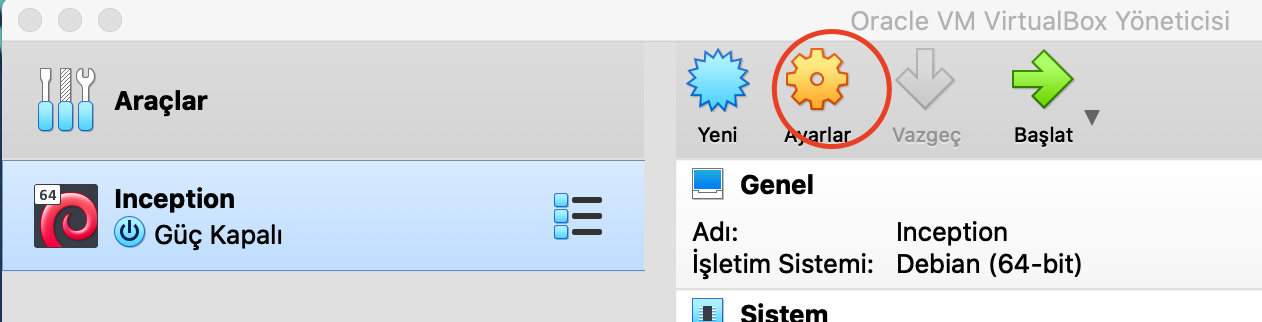 Oracle VM VirtualBox Yöneticisi
Araçlar
Yeni
Ayarlar
Vazgeç
Başlat
64
Inception
Güç Kapalı
Genel
Adı: Inception
İşletim Sistemi: Debian (64-bit)
Sistem